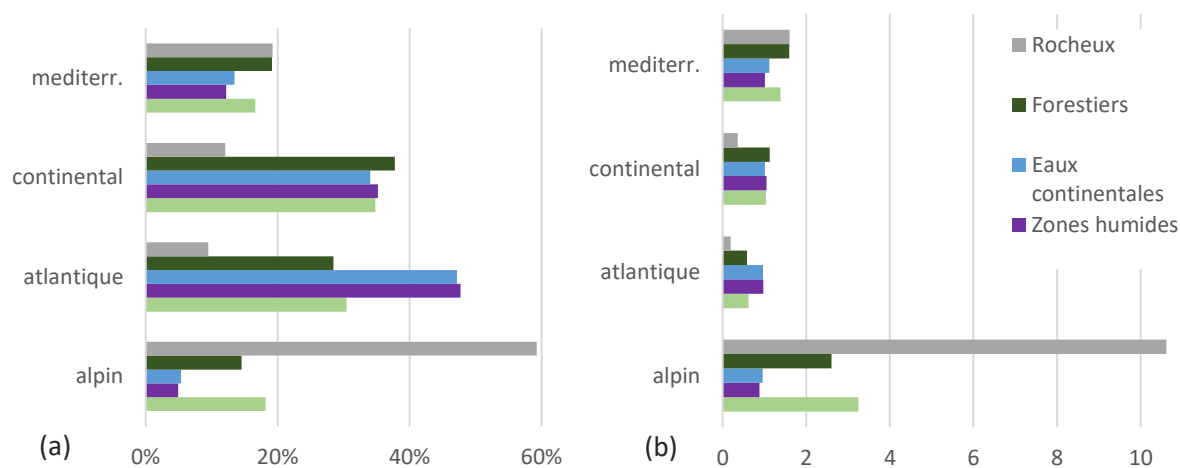 mediterr.
continental
atlantique
alpin
(a)
0%
20%
40%
60%
mediterr.
continental
atlantique
alpin
(b)
0
2
4
6
8
10
Rocheux
Forestiers
Eaux
continentales
Zones humides